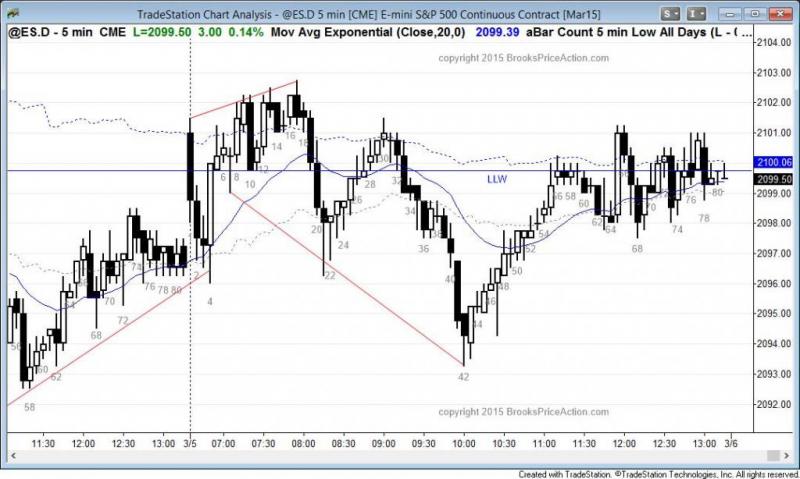 TradeStation Chart Analysis - @ES.D 5 min [CME] E-mini S&P 500 Continuous Contract [Mar15]
S I
@ES.D - 5 min CME L=2099.50 3.00 0.14% Mov Avg Exponential (Close,20,0) 2099.39 aBar Count 5 min Low All Days (L - 0 ...
2104.00
copyright 2015 BrooksPriceAction.com
2103.00
2102.00
2101.00
2100.06
2099.50
2099.00
2098.00
2097.00
2096.00
2095.00
2094.00
2093.00
2092.00
LLW
56 58 60 62 64 66 68 70 72 74 76 78 80
2 4 6 8 10 12 14 16 18 20 22 24 26 28 30 32 34 36 38 40 42 44 46 48 50 52 54 56 58 60 62 64 66 68 70 72 74 76 78 80
copyright 2015 BrooksPriceAction.com
11:30 12:00 12:30 13:00 3/5 07:00 07:30 08:00 08:30 09:00 09:30 10:00 10:30 11:00 11:30 12:00 12:30 13:00 3/6
Created with TradeStation. ©TradeStation Technologies, Inc. All rights reserved.